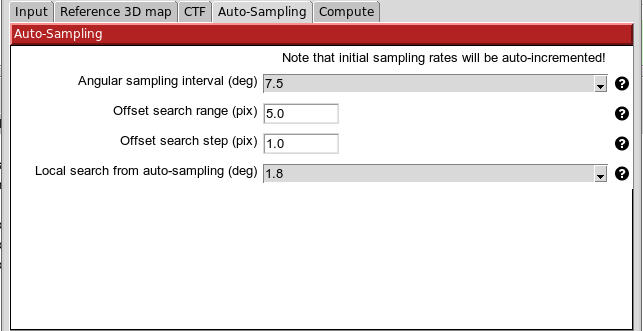 Input Reference 3D map CTF Auto-Sampling Compute
Auto-Sampling
Note that initial sampling rates will be auto-incremented!
Angular sampling interval (deg) 7.5 ?
Offset search range (pix) 5.0 ?
Offset search step (pix) 1.0 ?
Local search from auto-sampling (deg) 1.8 ?